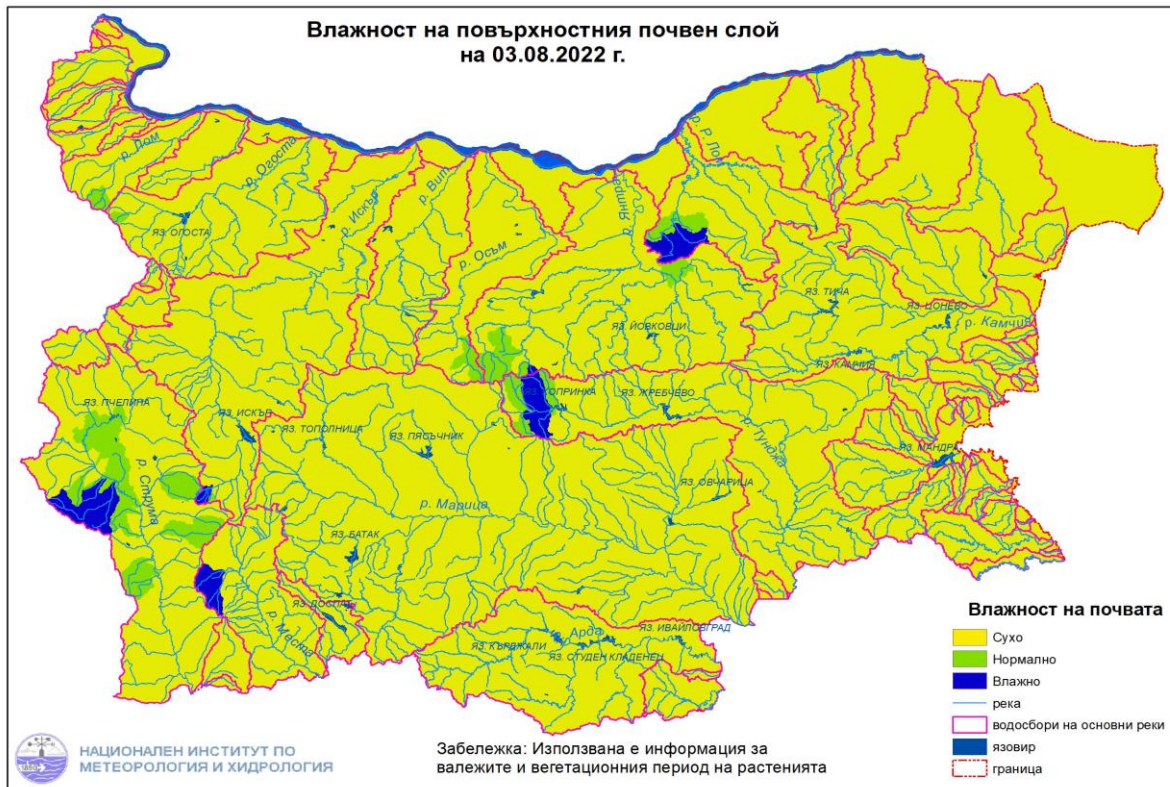 Влажност на повърхностния почвен слой
на 03.08.2022 г.
р. Лом
р. Огоста
р. Искър
р. Вит
р. Осъм
р. Янтра
р. Р. Лом
яз. ОГОСТА
яз. ТИЧА
яз. ЦОНЕВО
р. Камчия
яз. ЙОВКОВЦИ
яз. КАМЧИЯ
яз. КОПРИНКА
яз. ЖРЕБЧЕВО
яз. ПЧЕЛИНА
яз. ИСКЪР
яз. ТОПОЛНИЦА
яз. ПЯСЪЧНИК
р. Тунджа
яз. МАНДРА
р. Струма
р. Марица
яз. ОВЧАРИЦА
яз. БАТАК
яз. ДОСПАТ
р. Места
р. Арда
яз. ИВАЙЛОВГРАД
яз. КЪРДЖАЛИ
яз. СТУДЕН КЛАДЕНЕЦ
Влажност на почвата
Сухо
Нормално
Влажно
река
водосбори на основни реки
язовир
граница
НАЦИОНАЛЕН ИНСТИТУТ ПО
МЕТЕОРОЛОГИЯ И ХИДРОЛОГИЯ
Забележка: Използвана е информация за
валежите и вегетационния период на растенията